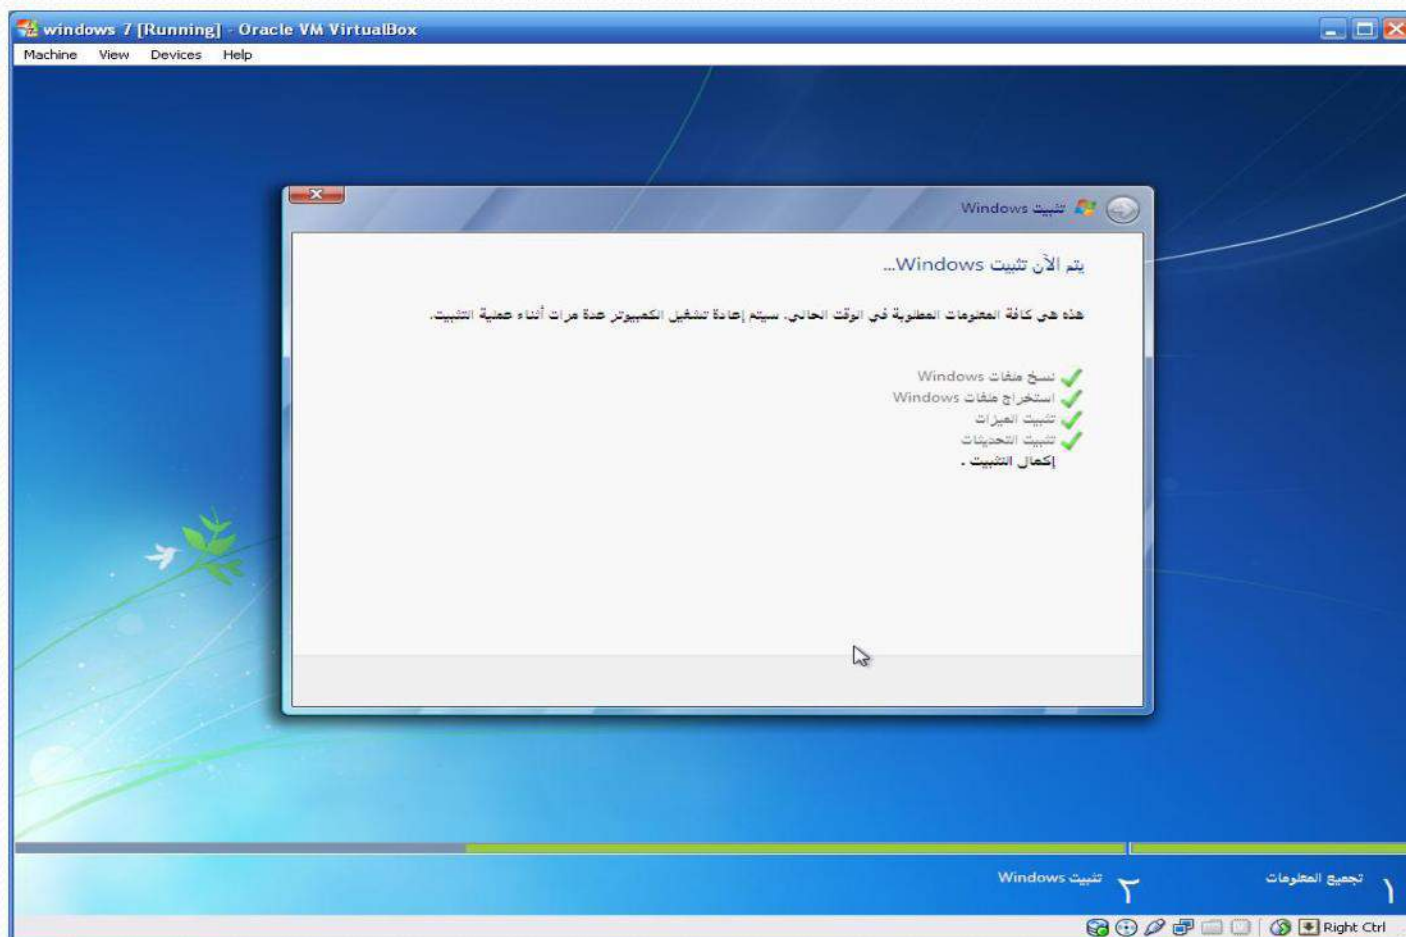 windows 7 [Running] - Oracle VM VirtualBox
Machine View Devices Help
تثبيت Windows
يتم الآن تثبيت Windows...
هذه هي كافة المعلومات المطلوبة في الوقت الحالي. سيتم إعادة تشغيل الكمبيوتر عدة مرات أثناء عملية التثبيت.
نسخ ملفات Windows
استخراج ملفات Windows
تثبيت الميزات
تثبيت التحديثات
إكمال التثبيت .
١ تجميع المعلومات
٢ تثبيت Windows
Right Ctrl